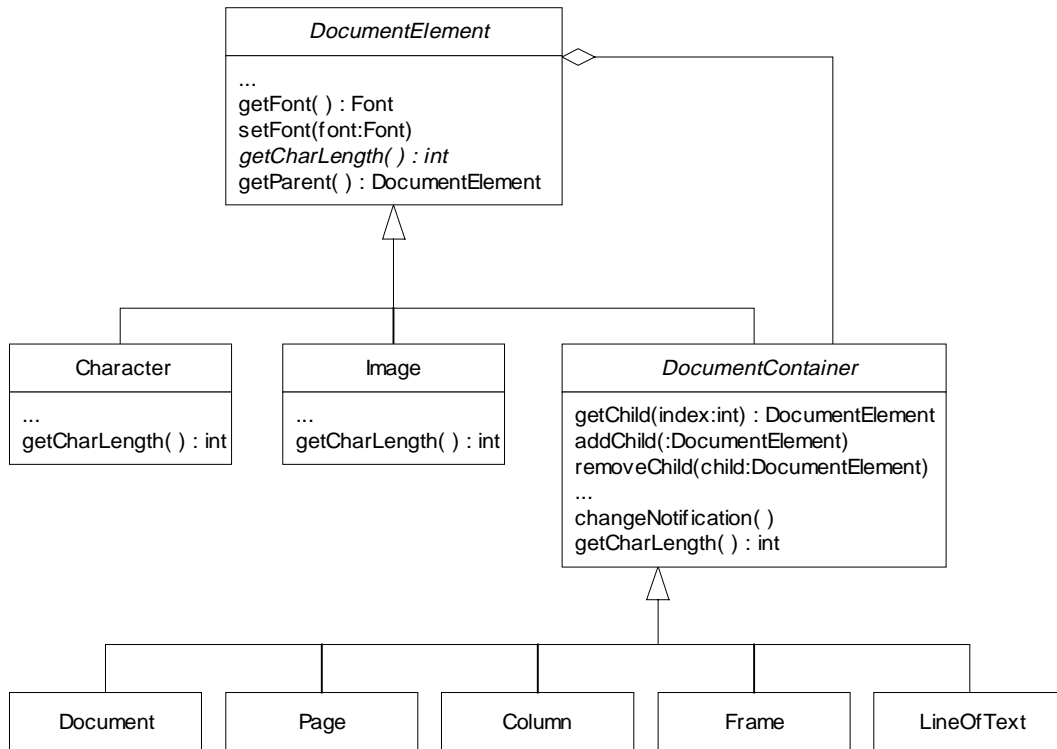 DocumentElement
...
getFont( ) : Font
setFont(font:Font)
getCharLength( ) : int
getParent( ) : DocumentElement
Character
...
getCharLength( ) : int
Image
...
getCharLength( ) : int
DocumentContainer
getChild(index:int) : DocumentElement
addChild(:DocumentElement)
removeChild(child:DocumentElement)
...
changeNotification( )
getCharLength( ) : int
Document
Page
Column
Frame
LineOfText